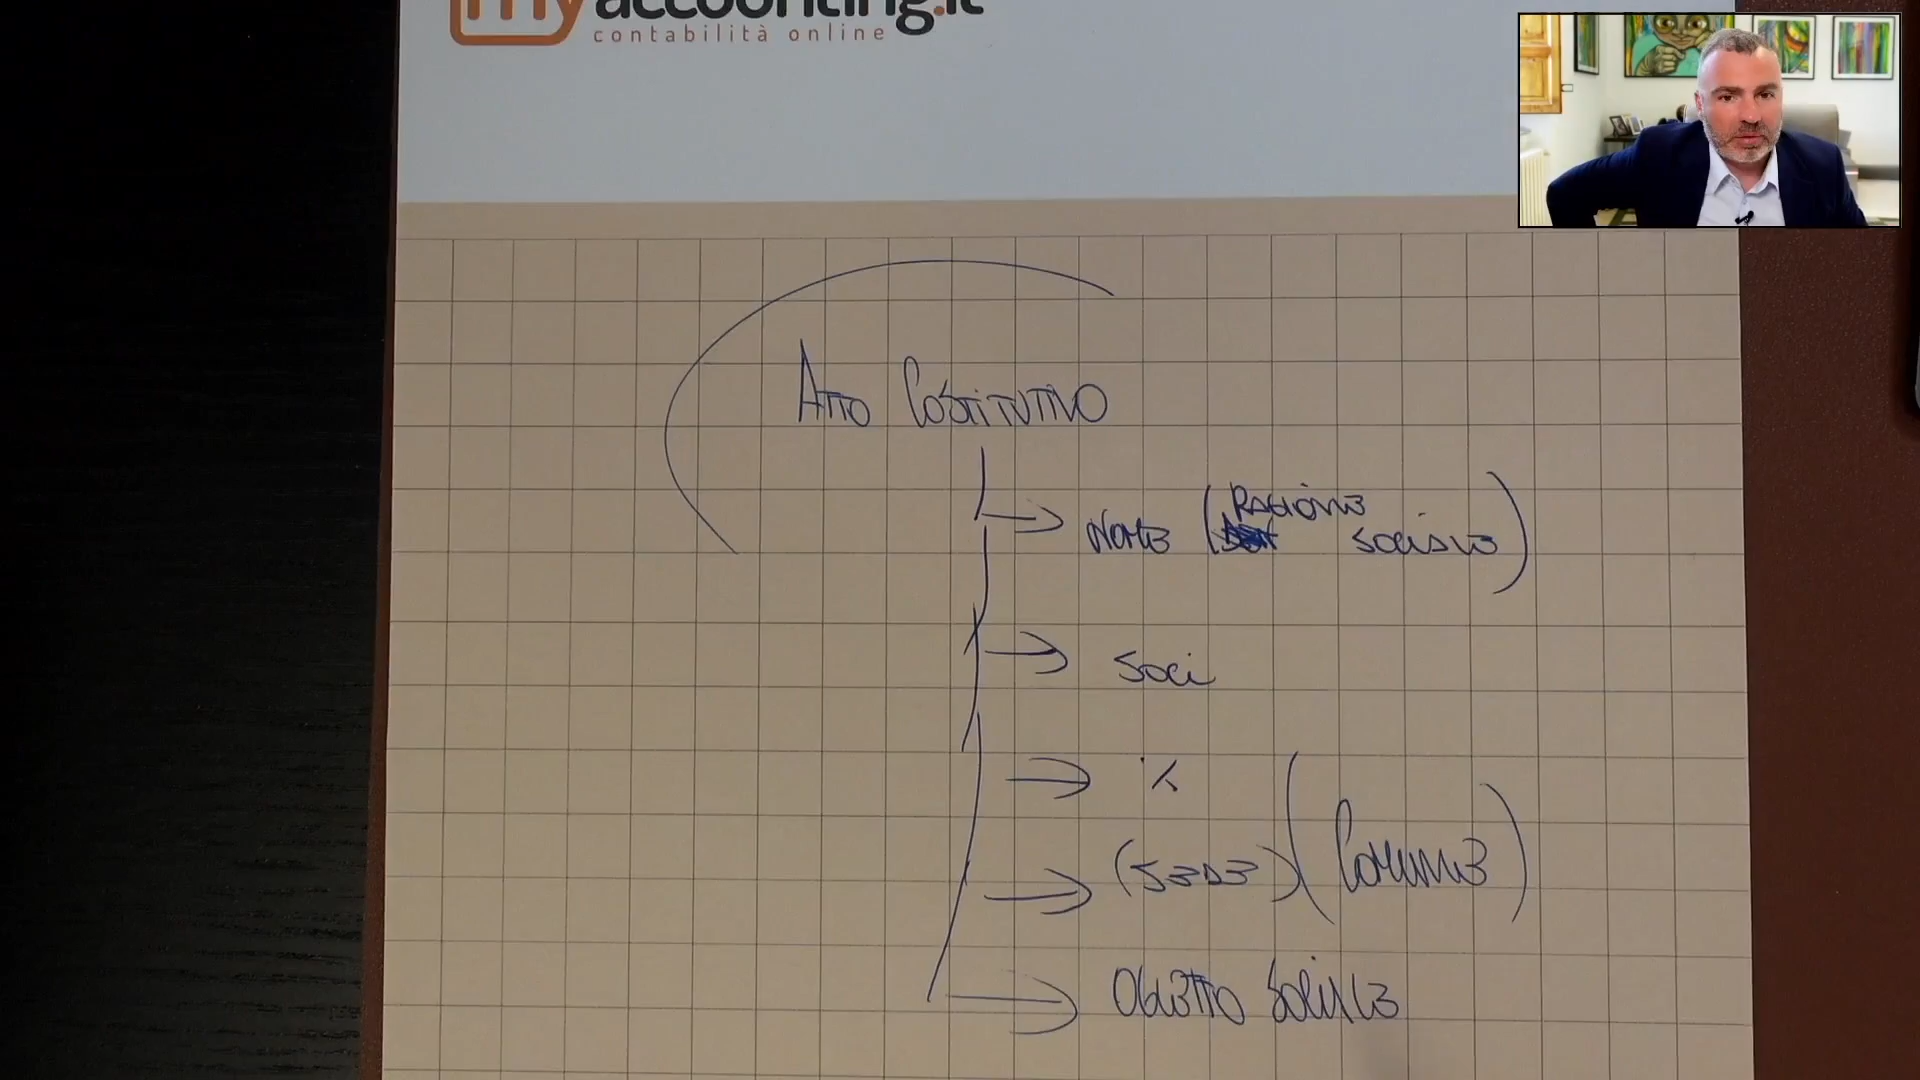 myaccounting.it
contabilità online
ATTO COSTITUTIVO
NOME (RAGIONE SOCIALE)
SOCI
%
(SEDE) (COMUNE)
OGGETTO SOCIALE